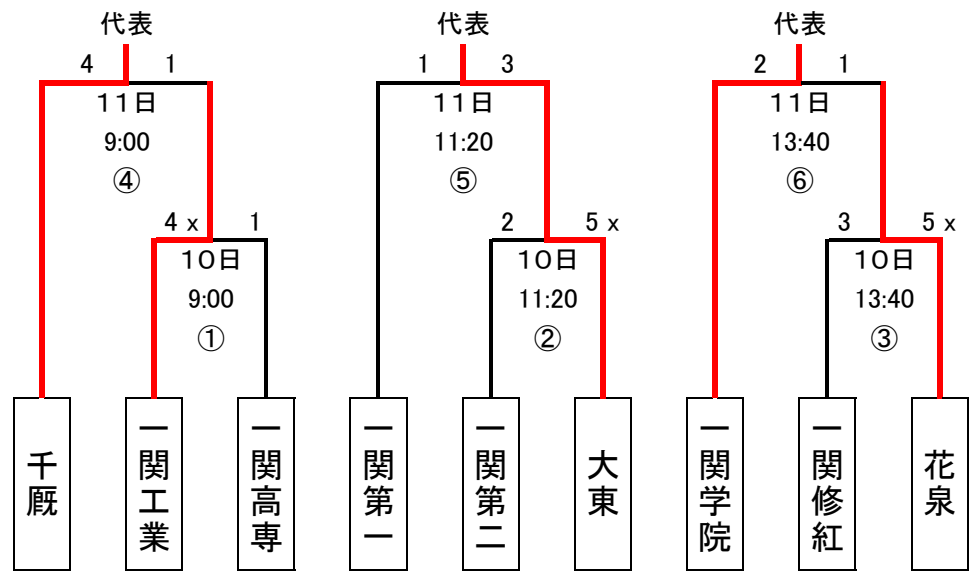 代表 代表 代表
4 1 1 3 2 1
11日 11日 11日
9:00 11:20 13:40
④ ⑤ ⑥
4 x 1 2 5 x 3 5 x
10日 10日 10日
9:00 11:20 13:40
① ② ③
千厩
一関工業
一関高専
一関第一
一関第二
大東
一関学院
一関修紅
花泉